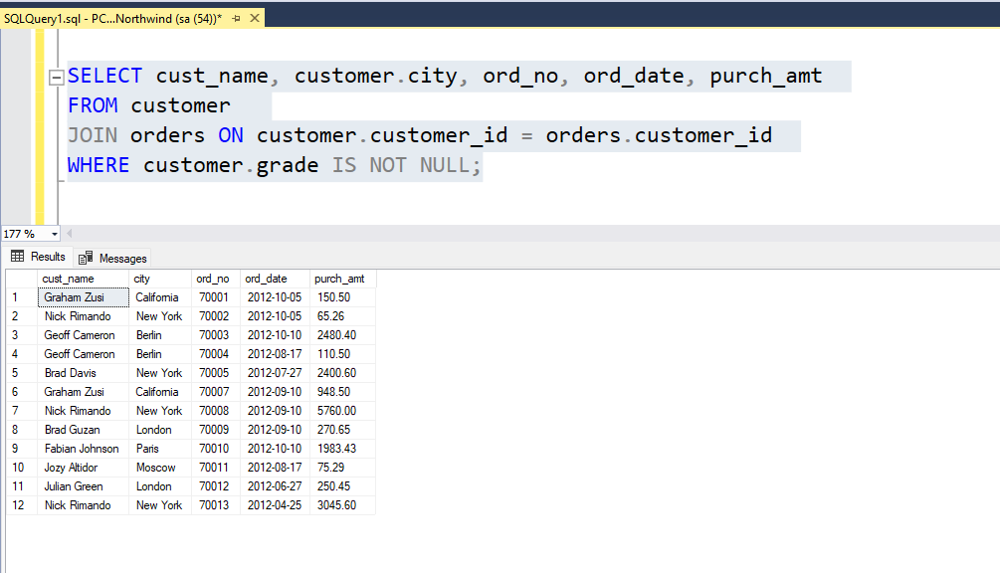 SQLQuery1.sql - PC...Northwind (sa (54))*
SELECT cust_name, customer.city, ord_no, ord_date, purch_amt
FROM customer
JOIN orders ON customer.customer_id = orders.customer_id
WHERE customer.grade IS NOT NULL;
177 %
Results Messages
cust_name city ord_no ord_date purch_amt
1 Graham Zusi California 70001 2012-10-05 150.50
2 Nick Rimando New York 70002 2012-10-05 65.26
3 Geoff Cameron Berlin 70003 2012-10-10 2480.40
4 Geoff Cameron Berlin 70004 2012-08-17 110.50
5 Brad Davis New York 70005 2012-07-27 2400.60
6 Graham Zusi California 70007 2012-09-10 948.50
7 Nick Rimando New York 70008 2012-09-10 5760.00
8 Brad Guzan London 70009 2012-09-10 270.65
9 Fabian Johnson Paris 70010 2012-10-10 1983.43
10 Jozy Altidor Moscow 70011 2012-08-17 75.29
11 Julian Green London 70012 2012-06-27 250.45
12 Nick Rimando New York 70013 2012-04-25 3045.60